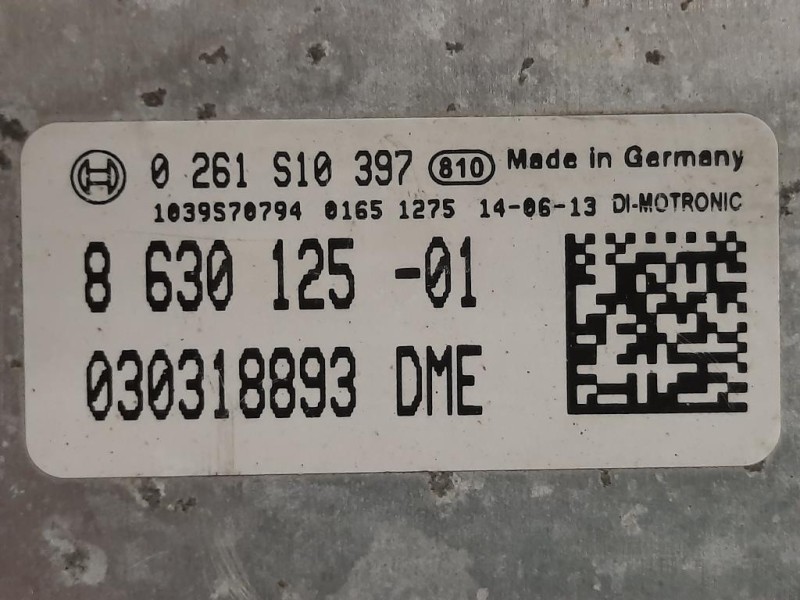 0 261 S10 397 810 Made in Germany
1039S70794 0165 1275 14-06-13 DI-MOTRONIC
8 630 125 -01
030318893 DME